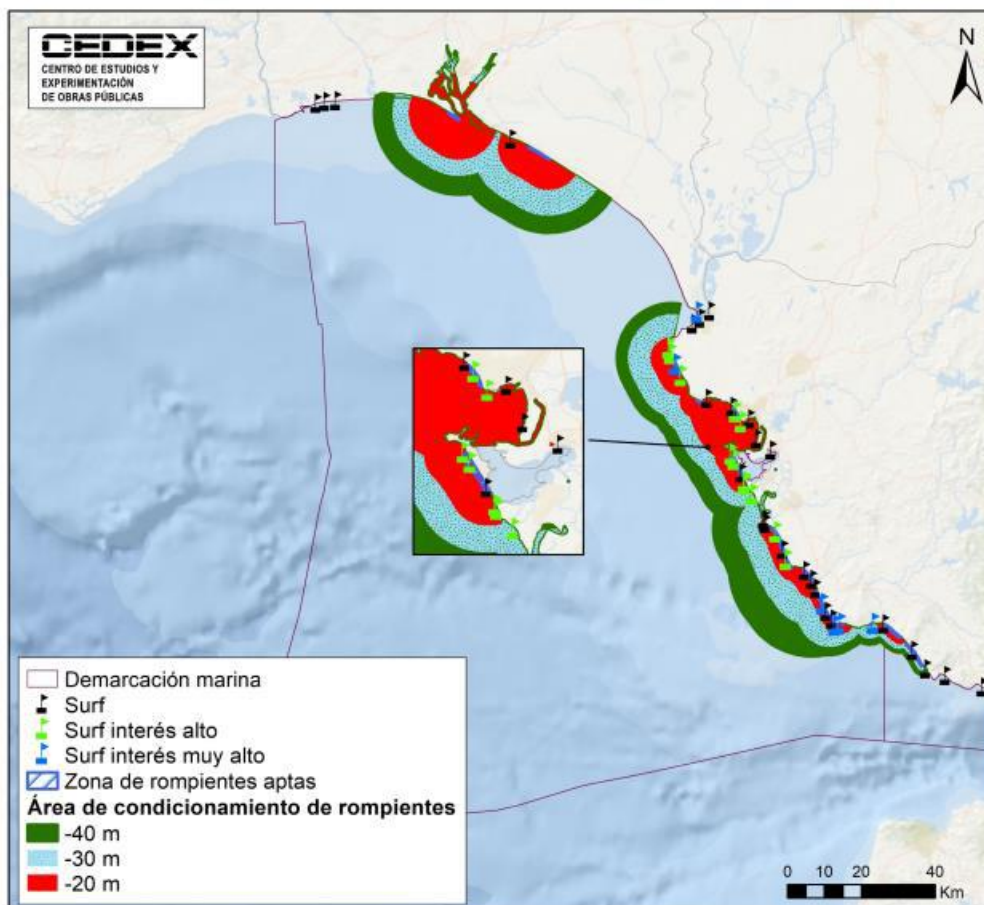 CEDEX
CENTRO DE ESTUDIOS Y
EXPERIMENTACIÓN
DE OBRAS PÚBLICAS
N
Demarcación marina
Surf
Surf interés alto
Surf interés muy alto
Zona de rompientes aptas
Área de condicionamiento de rompientes
-40 m
-30 m
-20 m
0 10 20 40
Km